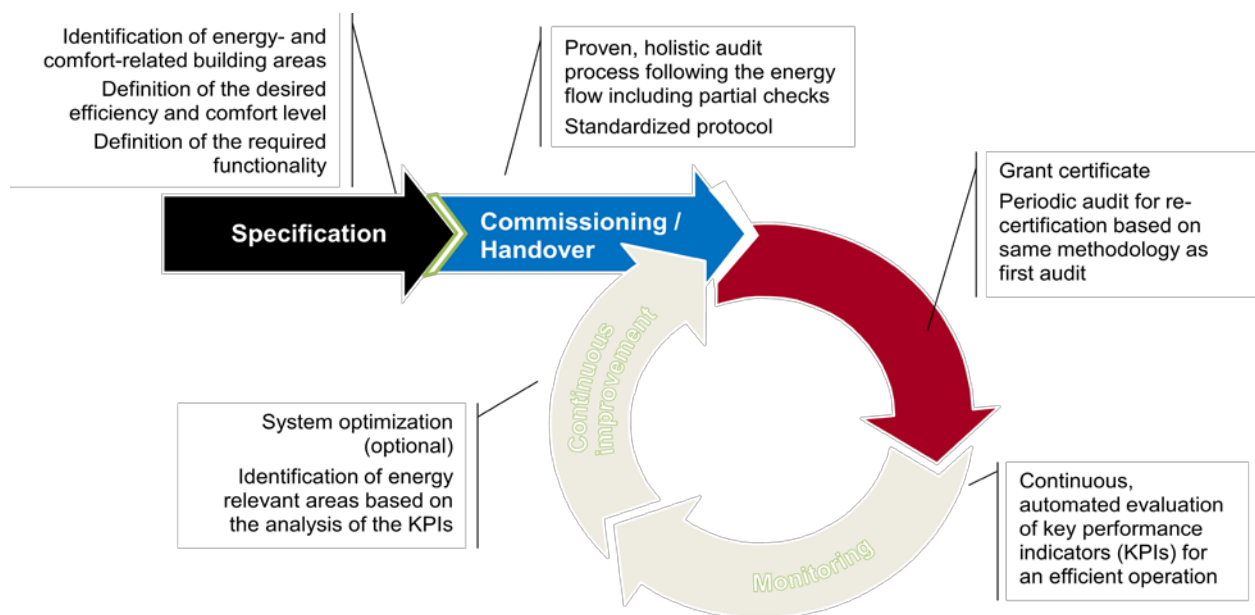 Identification of energy- and
comfort-related building areas
Definition of the desired
efficiency and comfort level
Definition of the required
functionality
Proven, holistic audit
process following the energy
flow including partial checks
Standardized protocol
Specification
Commissioning /
Handover
Grant certificate
Periodic audit for re-
certification based on
same methodology as
first audit
Continuous
improvement
System optimization
(optional)
Identification of energy
relevant areas based on
the analysis of the KPIs
Monitoring
Continuous,
automated evaluation
of key performance
indicators (KPIs) for
an efficient operation